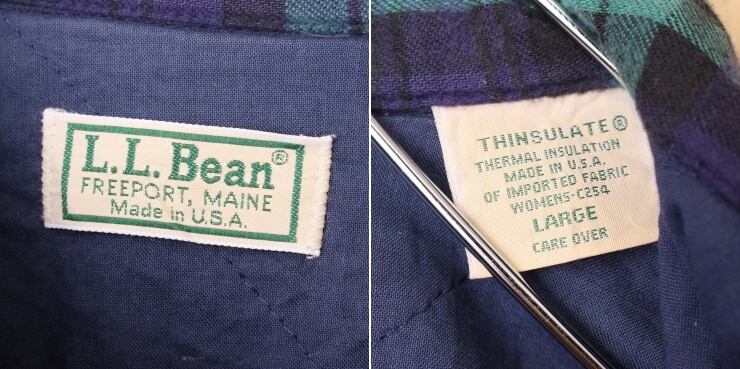 L.L. Bean®
FREEPORT, MAINE
Made in U.S.A.
THINSULATE®
THERMAL INSULATION
MADE IN U.S.A.
OF IMPORTED FABRIC
WOMENS-C254
LARGE
CARE OVER